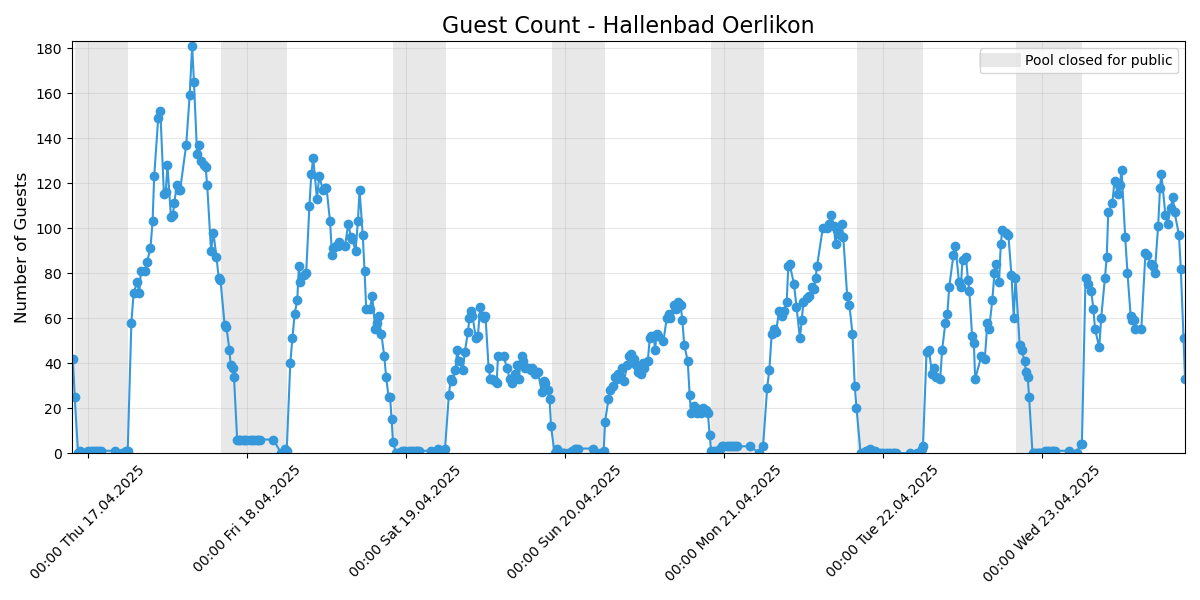 Guest Count - Hallenbad Oerlikon
Pool closed for public
Number of Guests
180
160
140
120
100
80
60
40
20
0
00:00 Thu 17.04.2025
00:00 Fri 18.04.2025
00:00 Sat 19.04.2025
00:00 Sun 20.04.2025
00:00 Mon 21.04.2025
00:00 Tue 22.04.2025
00:00 Wed 23.04.2025